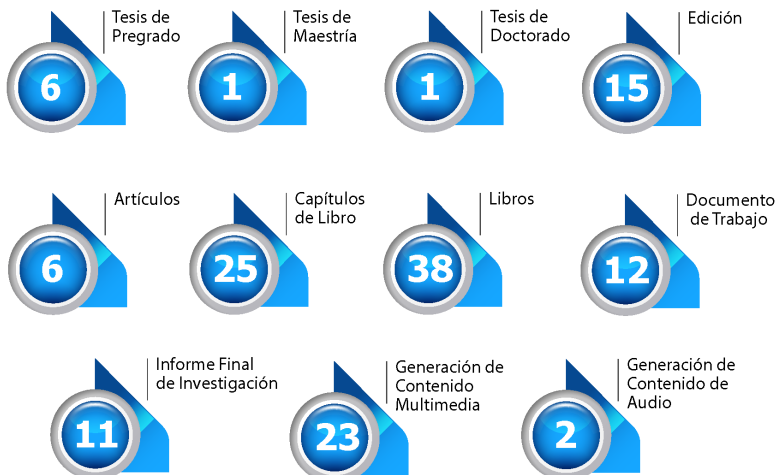 Tesis de
Pregrado
6
Tesis de
Maestría
1
Tesis de
Doctorado
1
Edición
15
Artículos
6
Capítulos
de Libro
25
Libros
38
Documento
de Trabajo
12
Informe Final
de Investigación
11
Generación de
Contenido
Multimedia
23
Generación de
Contenido de
Audio
2